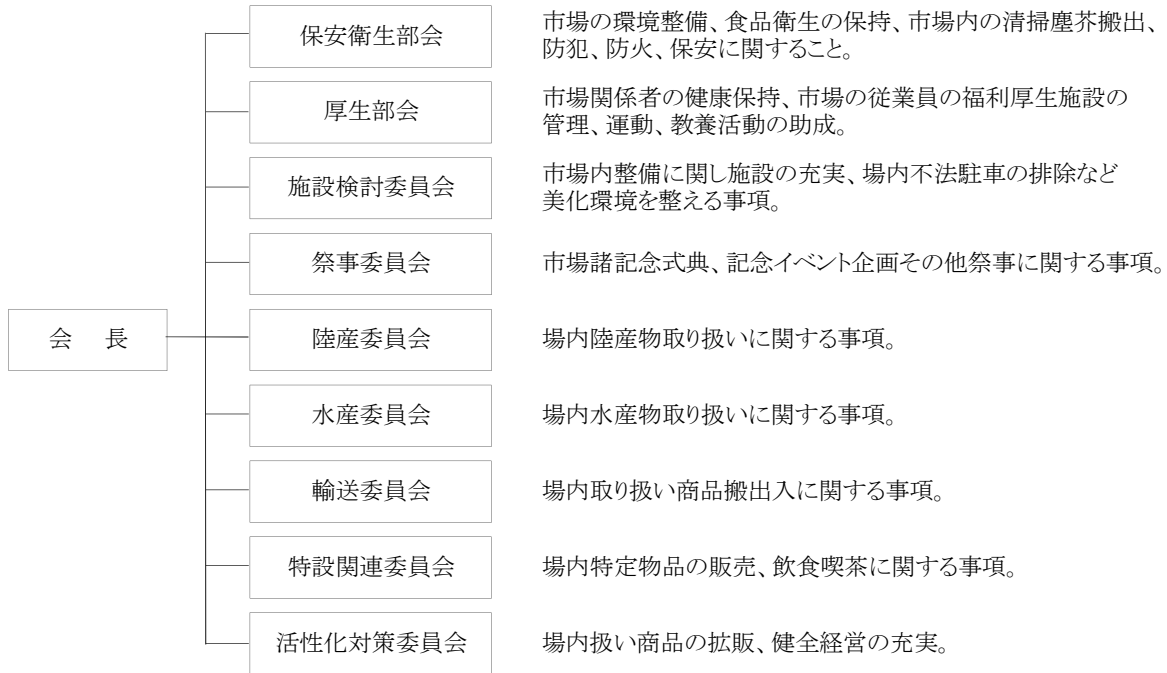 保安衛生部会
市場の環境整備、食品衛生の保持、市場内の清掃塵芥搬出、
防犯、防火、保安に関すること。
厚生部会
市場関係者の健康保持、市場の従業員の福利厚生施設の
管理、運動、教養活動の助成。
施設検討委員会
市場内整備に関し施設の充実、場内不法駐車の排除など
美化環境を整える事項。
祭事委員会
市場諸記念式典、記念イベント企画その他祭事に関する事項。
会　長
陸産委員会
場内陸産物取り扱いに関する事項。
水産委員会
場内水産物取り扱いに関する事項。
輸送委員会
場内取り扱い商品搬出入に関する事項。
特設関連委員会
場内特定物品の販売、飲食喫茶に関する事項。
活性化対策委員会
場内扱い商品の拡販、健全経営の充実。